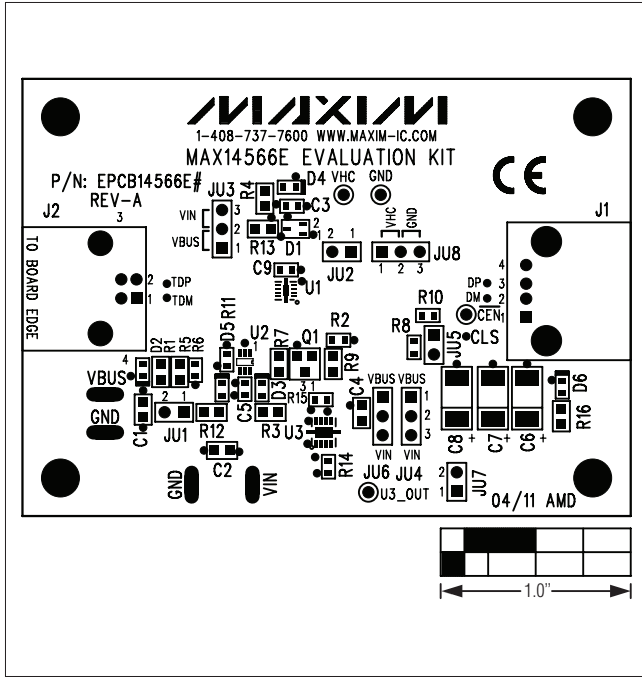 MAXIM
1-408-737-7600 WWW.MAXIM-IC.COM
MAX14566E EVALUATION KIT
P/N: EPCB14566E#
REV-A
J2
3
TO BOARD EDGE
2
1
TDP
TDM
JU3
VIN
VBUS
3
2
1
R4
D4
C3
R13
D1
2
1
C9
U1
VHC
GND
2 1
JU2
VHC
GND
1 2 3
JU8
J1
4
3
2
1
DP
DM
CEN
CLS
R10
R8
JU5
4
D2
R1
R5
R6
D5
R11
U2
1
R7
Q1
R2
R9
3 1
VBUS
GND
C1
2 1
JU1
R12
C5
D3
R3
R15
U3
C4
R14
C2
GND
VIN
VBUS
VBUS
1
2
3
VIN
VIN
JU6
JU4
U3_OUT
C8 +
C7 +
C6 +
D6
R16
2
1
JU7
04/11 AMD
1.0"